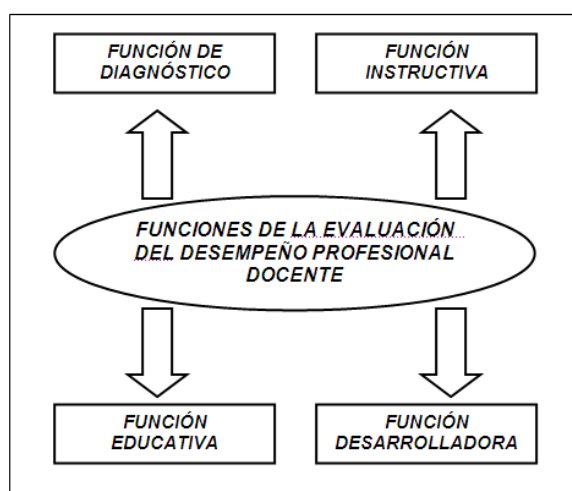 FUNCIÓN DE
DIAGNÓSTICO
FUNCIÓN
INSTRUCTIVA
FUNCIONES DE LA EVALUACIÓN
DEL DESEMPEÑO PROFESIONAL
DOCENTE
FUNCIÓN
EDUCATIVA
FUNCIÓN
DESARROLLADORA